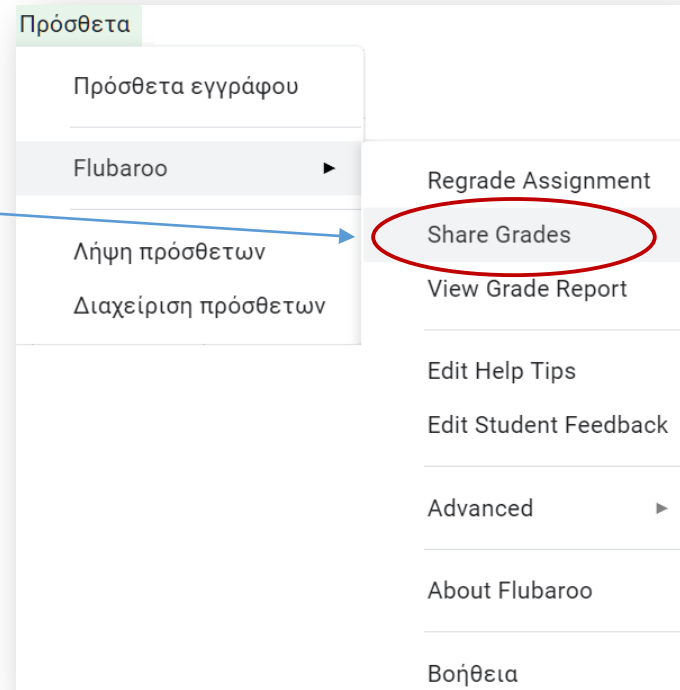 Πρόσθετα
Πρόσθετα εγγράφου
Flubaroo
Λήψη πρόσθετων
Διαχείριση πρόσθετων
Regrade Assignment
Share Grades
View Grade Report
Edit Help Tips
Edit Student Feedback
Advanced
About Flubaroo
Βοήθεια